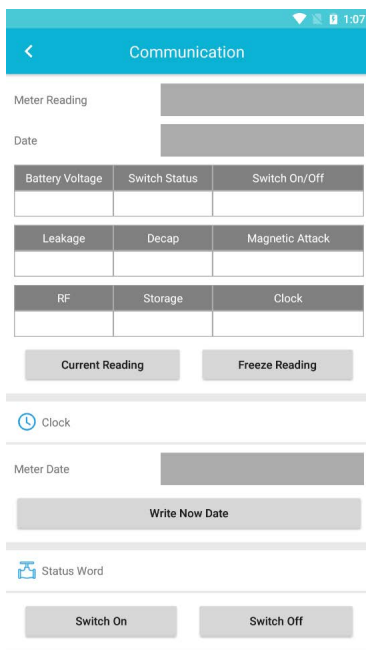 1:07
Communication
Meter Reading
Date
Battery Voltage Switch Status Switch On/Off
Leakage Decap Magnetic Attack
RF Storage Clock
Current Reading Freeze Reading
Clock
Meter Date
Write Now Date
Status Word
Switch On Switch Off